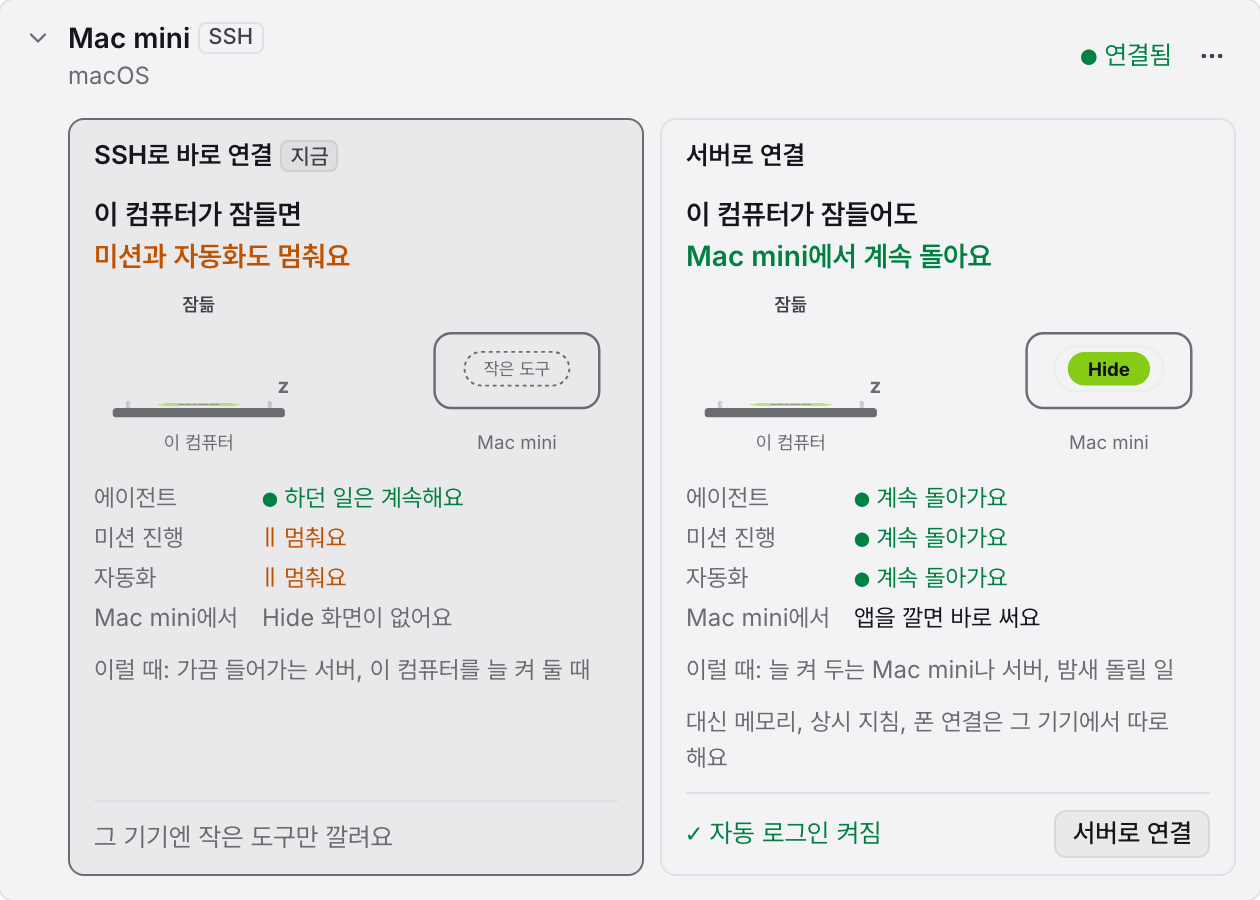 Mac mini SSH
macOS
연결됨
SSH로 바로 연결 지금
이 컴퓨터가 잠들면
미션과 자동화도 멈춰요
잠듦
z
작은 도구
이 컴퓨터
Mac mini
에이전트 하던 일은 계속해요
미션 진행 멈춰요
자동화 멈춰요
Mac mini에서 Hide 화면이 없어요
이럴 때: 가끔 들어가는 서버, 이 컴퓨터를 늘 켜 둘 때
그 기기엔 작은 도구만 깔려요
서버로 연결
이 컴퓨터가 잠들어도
Mac mini에서 계속 돌아요
잠듦
z
Hide
이 컴퓨터
Mac mini
에이전트 계속 돌아가요
미션 진행 계속 돌아가요
자동화 계속 돌아가요
Mac mini에서 앱을 깔면 바로 써요
이럴 때: 늘 켜 두는 Mac mini나 서버, 밤새 돌릴 일
대신 메모리, 상시 지침, 폰 연결은 그 기기에서 따로
해요
✓ 자동 로그인 켜짐
서버로 연결